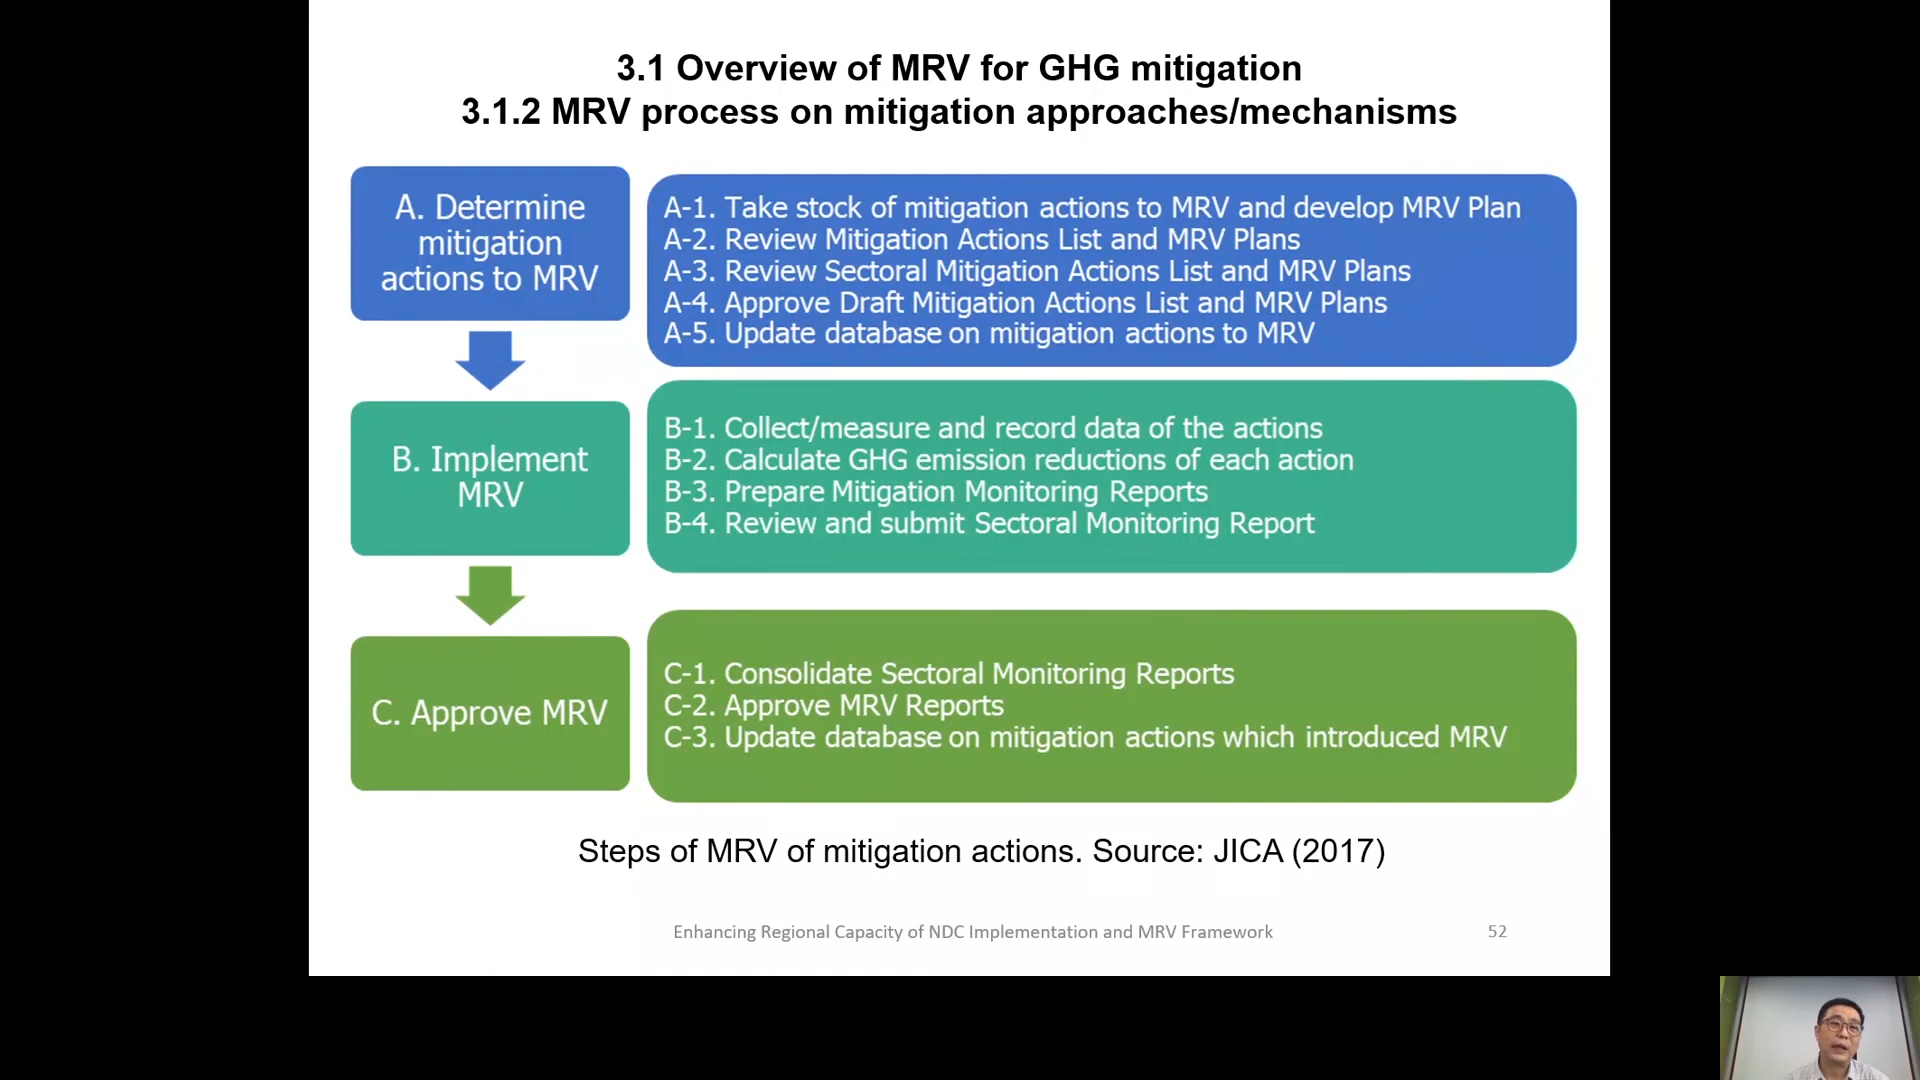 3.1 Overview of MRV for GHG mitigation
3.1.2 MRV process on mitigation approaches/mechanisms
A. Determine
mitigation
actions to MRV
A-1. Take stock of mitigation actions to MRV and develop MRV Plan
A-2. Review Mitigation Actions List and MRV Plans
A-3. Review Sectoral Mitigation Actions List and MRV Plans
A-4. Approve Draft Mitigation Actions List and MRV Plans
A-5. Update database on mitigation actions to MRV
B. Implement
MRV
B-1. Collect/measure and record data of the actions
B-2. Calculate GHG emission reductions of each action
B-3. Prepare Mitigation Monitoring Reports
B-4. Review and submit Sectoral Monitoring Report
C. Approve MRV
C-1. Consolidate Sectoral Monitoring Reports
C-2. Approve MRV Reports
C-3. Update database on mitigation actions which introduced MRV
Steps of MRV of mitigation actions. Source: JICA (2017)
Enhancing Regional Capacity of NDC Implementation and MRV Framework
52